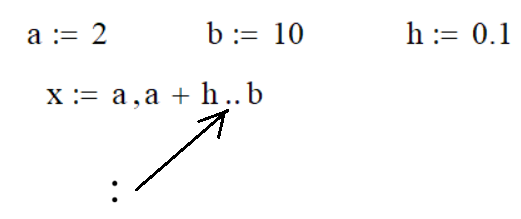 a := 2 b := 10 h := 0.1
x := a,a + h..b
: